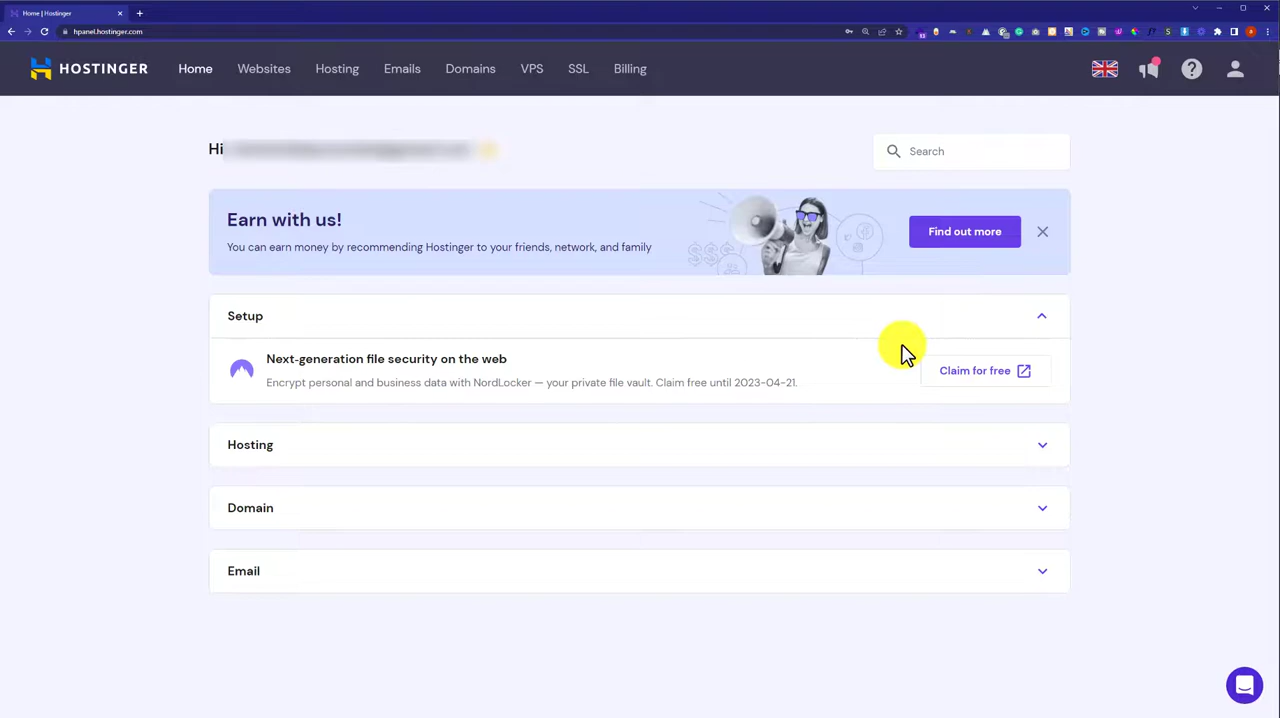 Home | Hostinger
hpanel.hostinger.com
HOSTINGER Home Websites Hosting Emails Domains VPS SSL Billing
Hi
Search
Earn with us!
You can earn money by recommending Hostinger to your friends, network, and family
Find out more
Setup
Next-generation file security on the web
Encrypt personal and business data with NordLocker — your private file vault. Claim free until 2023-04-21.
Claim for free
Hosting
Domain
Email